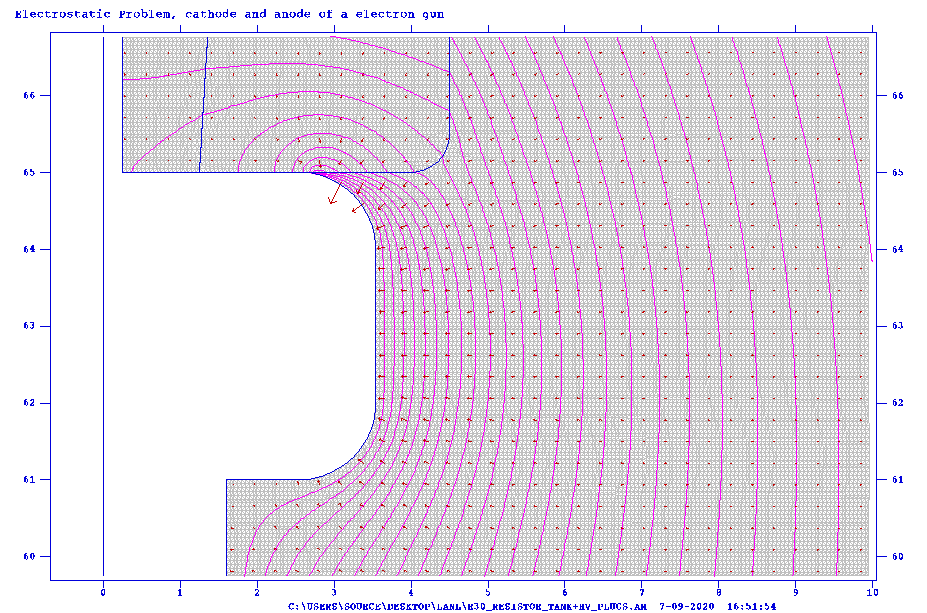 Electrostatic Problem, cathode and anode of a electron gun
66 66
65 65
64 64
63 63
62 62
61 61
60 60
0 1 2 3 4 5 6 7 8 9 10
C:\USERS\SOURCE\DESKTOP\LANL\R30_RESISTOR_TANK+HV_PLUGS.AM 7-09-2020 16:51:54